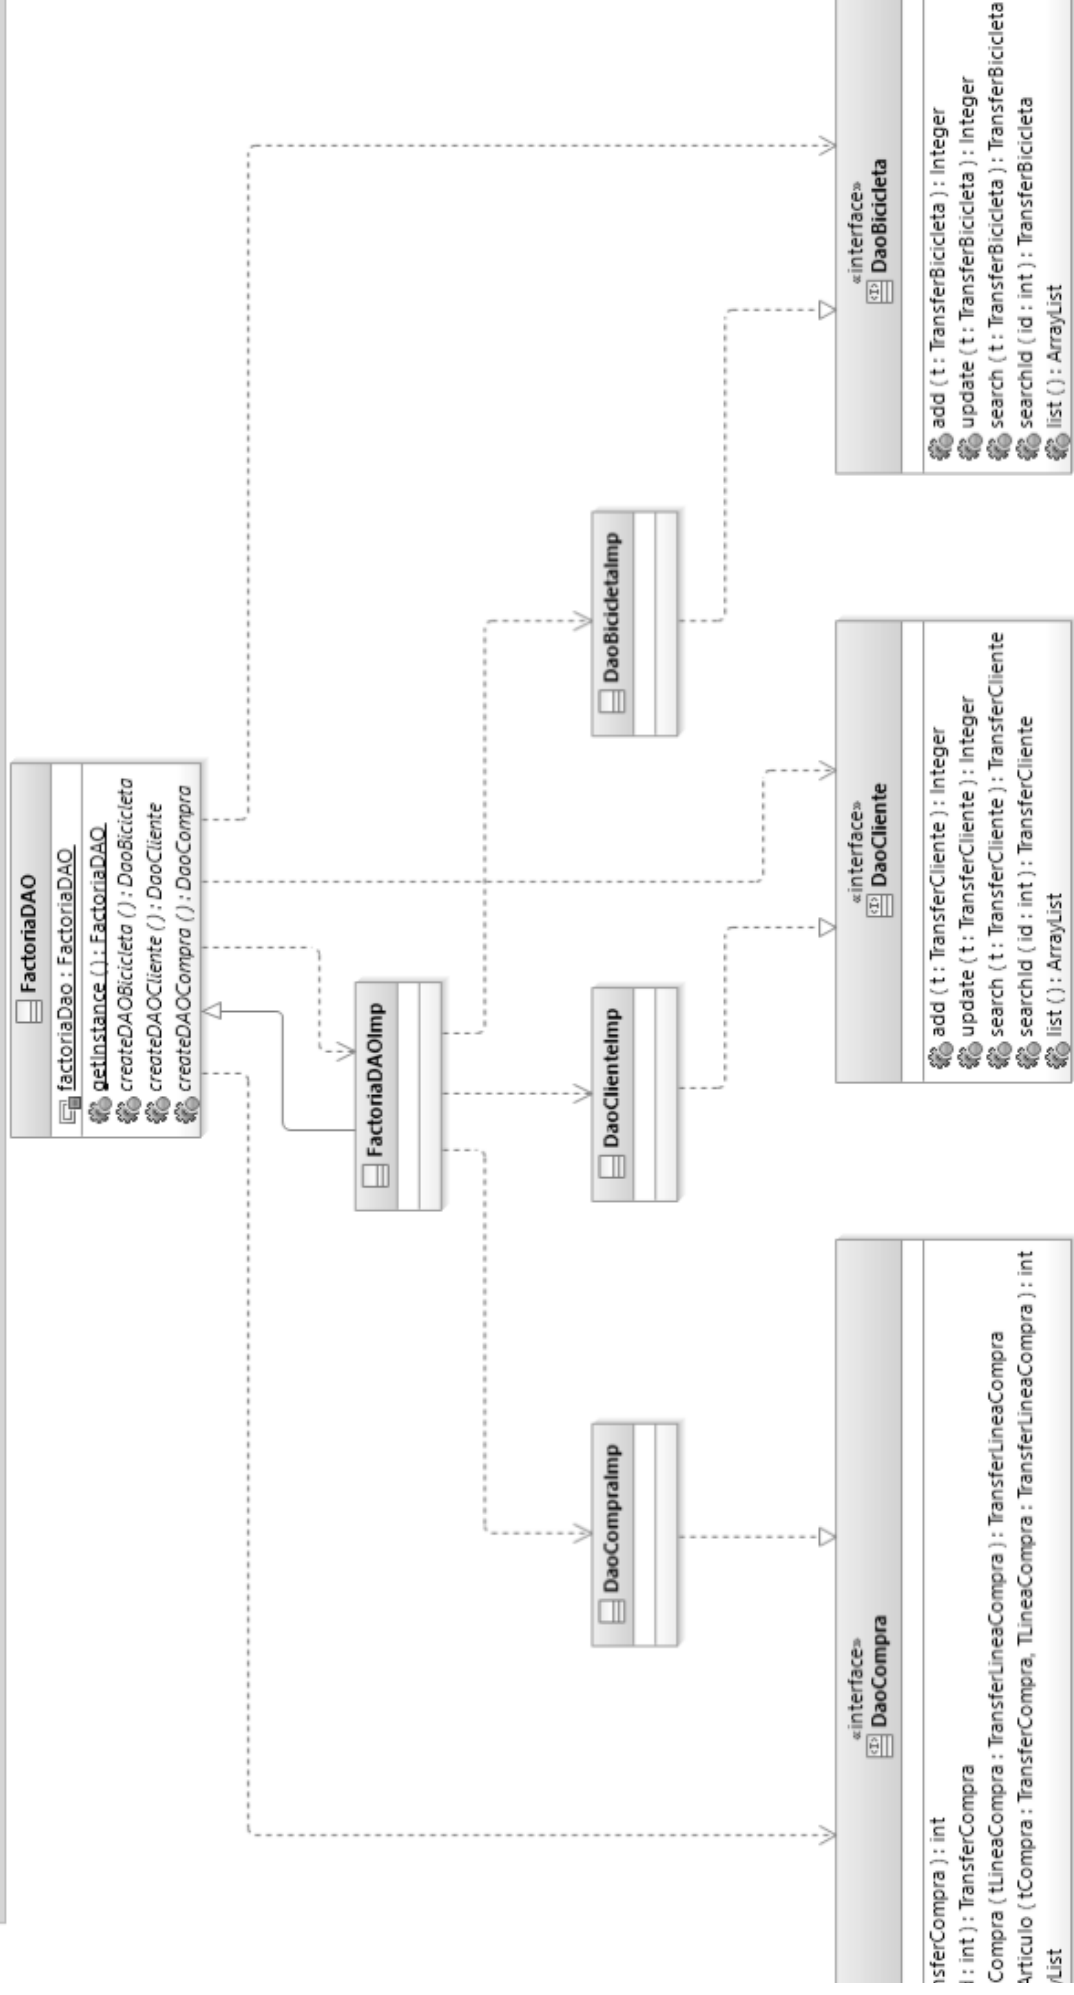 FactoriaDAO
factoriaDao : FactoriaDAO
getInstance ( ) : FactoriaDAO
createDAOBicicleta ( ) : DaoBicicleta
createDAOCliente ( ) : DaoCliente
createDAOCompra ( ) : DaoCompra
FactoriaDAOImp
DaoCompraImp
DaoClienteImp
DaoBicicletaImp
«interface»
DaoCompra
sferCompra ) : int
: int ) : TransferCompra
Compra ( tLineaCompra : TransferLineaCompra ) : TransferLineaCompra
Articulo ( tCompra : TransferCompra, TLineaCompra : TransferLineaCompra ) : int
List
«interface»
DaoCliente
add ( t : TransferCliente ) : Integer
update ( t : TransferCliente ) : Integer
search ( t : TransferCliente ) : TransferCliente
searchId ( id : int ) : TransferCliente
list ( ) : ArrayList
«interface»
DaoBicicleta
add ( t : TransferBicicleta ) : Integer
update ( t : TransferBicicleta ) : Integer
search ( t : TransferBicicleta ) : TransferBicicleta
searchId ( id : int ) : TransferBicicleta
list ( ) : ArrayList